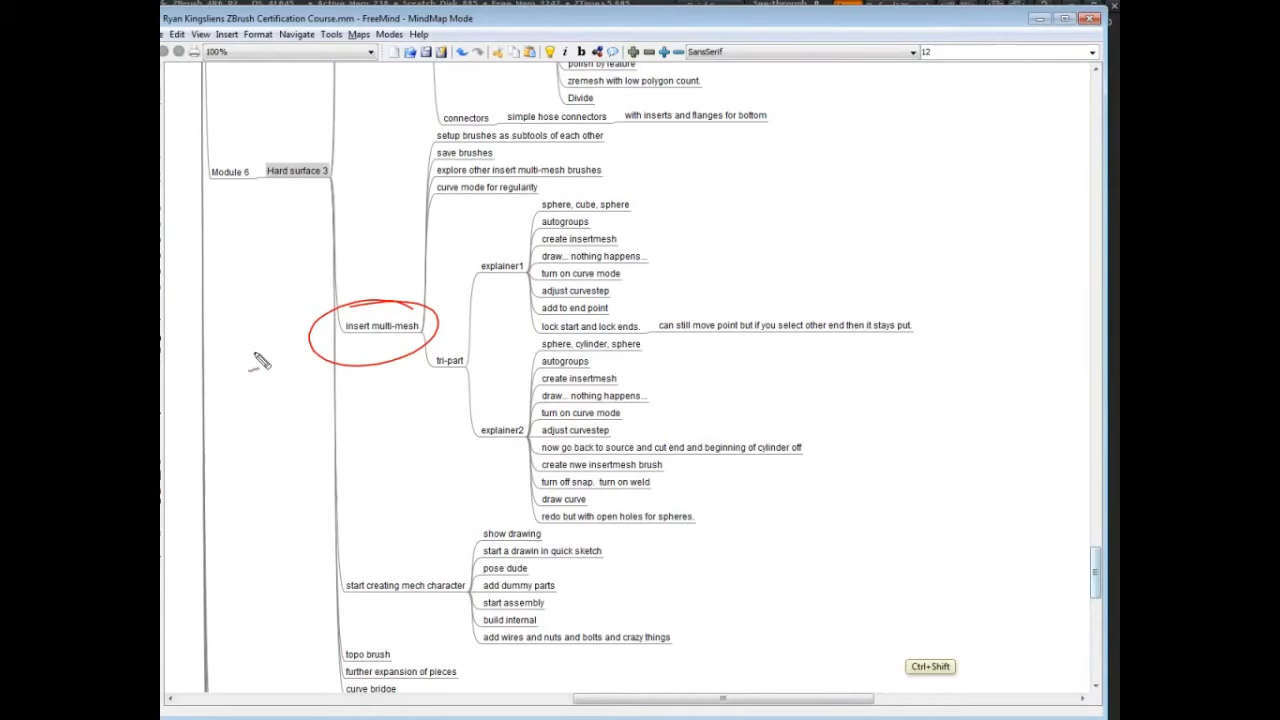 Ryan Kingsliens ZBrush Certification Course.mm - FreeMind - MindMap Mode
Edit View Insert Format Navigate Tools Maps Modes Help
100% SansSerif 12
polish by feature
zremesh with low polygon count.
Divide
connectors simple hose connectors with inserts and flanges for bottom
setup brushes as subtools of each other
save brushes
explore other insert multi-mesh brushes
Module 6 Hard surface 3
curve mode for regularity
sphere, cube, sphere
autogroups
create insertmesh
draw... nothing happens...
explainer1
turn on curve mode
adjust curvestep
add to end point
insert multi-mesh
lock start and lock ends. can still move point but if you select other end then it stays put.
sphere, cylinder, sphere
tri-part
autogroups
create insertmesh
draw... nothing happens...
turn on curve mode
explainer2
adjust curvestep
now go back to source and cut end and beginning of cylinder off
create nwe insertmesh brush
turn off snap. turn on weld
draw curve
redo but with open holes for spheres.
show drawing
start a drawin in quick sketch
pose dude
start creating mech character
add dummy parts
start assembly
build internal
add wires and nuts and bolts and crazy things
topo brush
further expansion of pieces
curve bridge
Ctrl+Shift